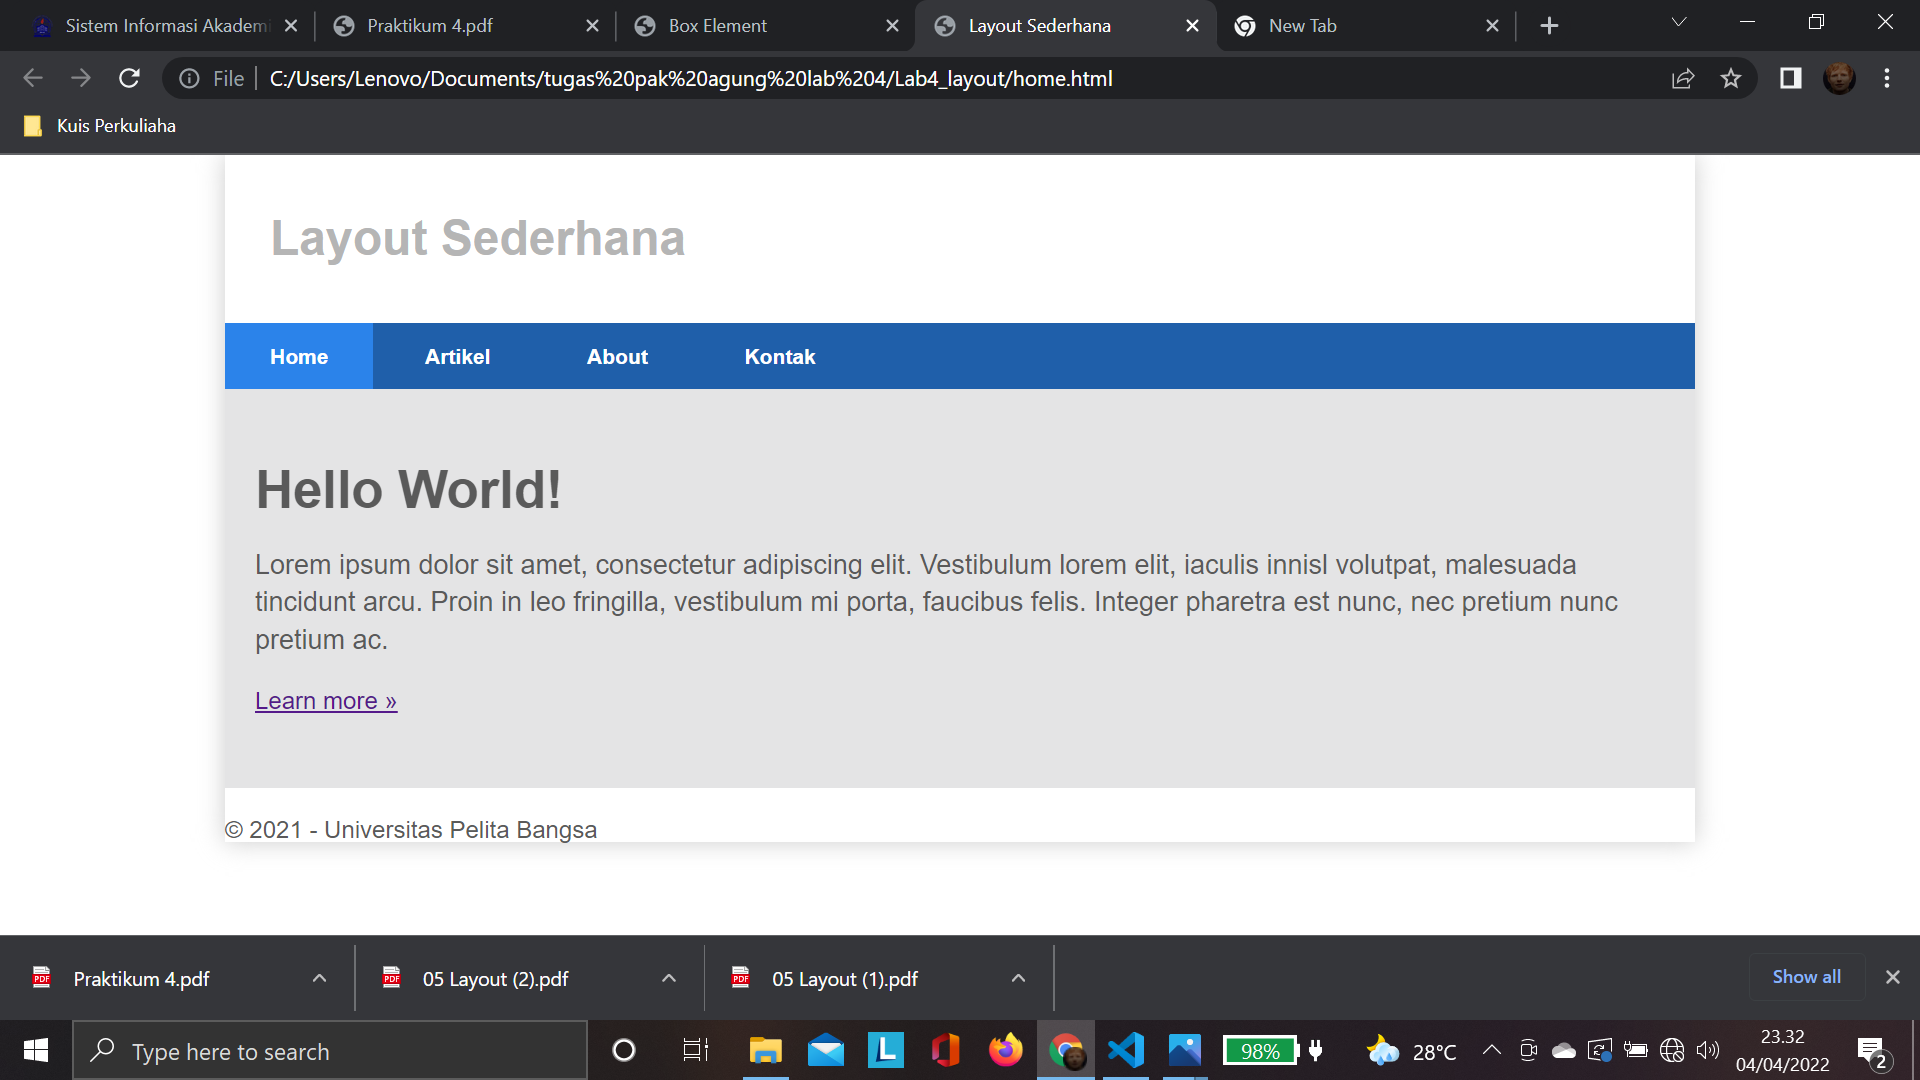 Sistem Informasi Akademi
Praktikum 4.pdf
Box Element
Layout Sederhana
New Tab
File
C:/Users/Lenovo/Documents/tugas%20pak%20agung%20lab%204/Lab4_layout/home.html
Kuis Perkuliaha
Layout Sederhana
Home Artikel About Kontak
Hello World!
Lorem ipsum dolor sit amet, consectetur adipiscing elit. Vestibulum lorem elit, iaculis innisl volutpat, malesuada
tincidunt arcu. Proin in leo fringilla, vestibulum mi porta, faucibus felis. Integer pharetra est nunc, nec pretium nunc
pretium ac.
Learn more »
© 2021 - Universitas Pelita Bangsa
PDF Praktikum 4.pdf
PDF 05 Layout (2).pdf
PDF 05 Layout (1).pdf
Show all
Type here to search
L
98%
28°C
23.32
04/04/2022
2